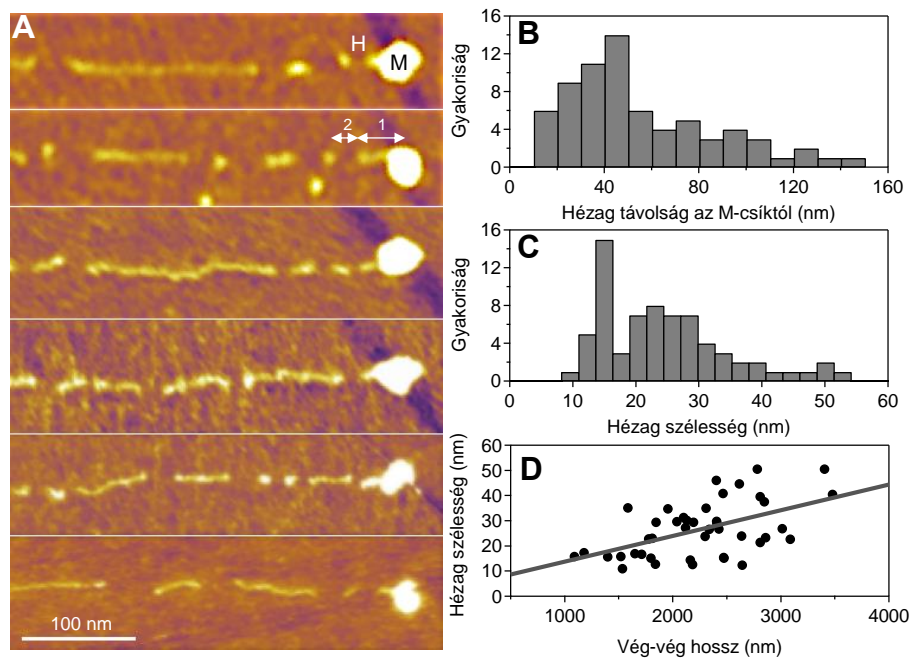 A
H
M
2
1
100 nm
B
Gyakoriság
16
12
8
4
0
0
40
80
120
160
Hézag távolság az M-csíktól (nm)
C
Gyakoriság
16
12
8
4
0
0
10
20
30
40
50
60
Hézag szélesség (nm)
D
Hézag szélesség (nm)
60
50
40
30
20
10
0
1000
2000
3000
4000
Vég-vég hossz (nm)